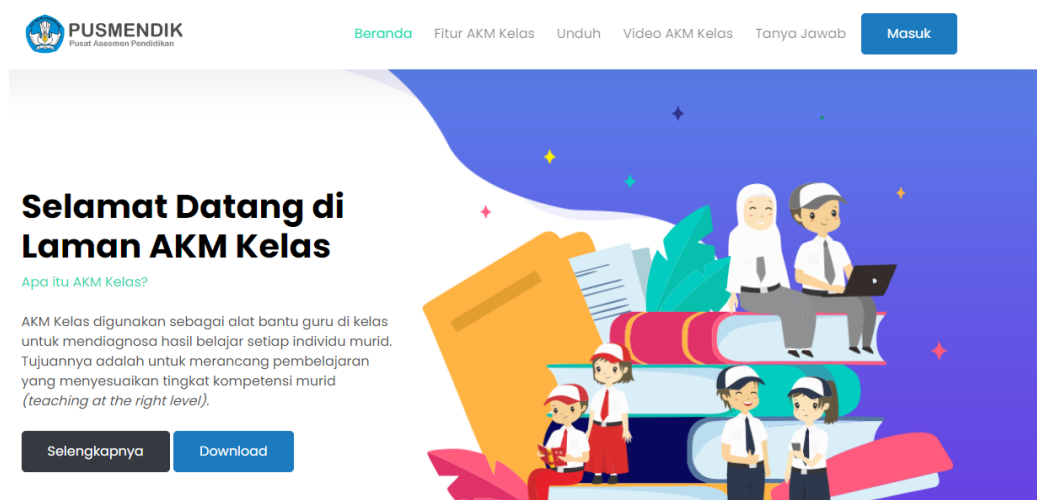 PUSMENDIK
Pusat Asesmen Pendidikan
Beranda Fitur AKM Kelas Unduh Video AKM Kelas Tanya Jawab Masuk
Selamat Datang di
Laman AKM Kelas
Apa itu AKM Kelas?
AKM Kelas digunakan sebagai alat bantu guru di kelas
untuk mendiagnosa hasil belajar setiap individu murid.
Tujuannya adalah untuk merancang pembelajaran
yang menyesuaikan tingkat kompetensi murid
(teaching at the right level).
Selengkapnya Download